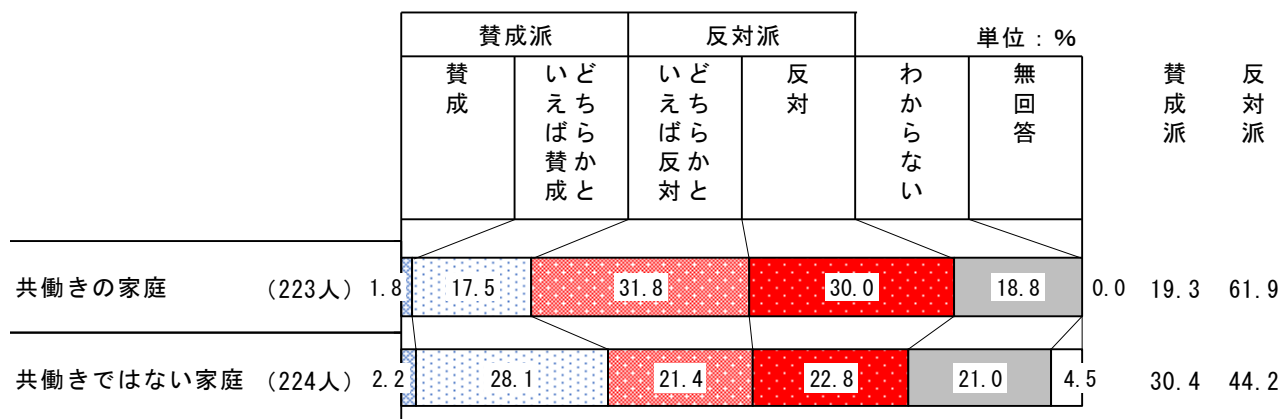 賛成派 反対派 単位：%
賛成 どちらかといえば賛成 どちらかといえば反対 反対 わからない 無回答 賛成派 反対派
共働きの家庭 (223人) 1.8 17.5 31.8 30.0 18.8 0.0 19.3 61.9
共働きではない家庭 (224人) 2.2 28.1 21.4 22.8 21.0 4.5 30.4 44.2